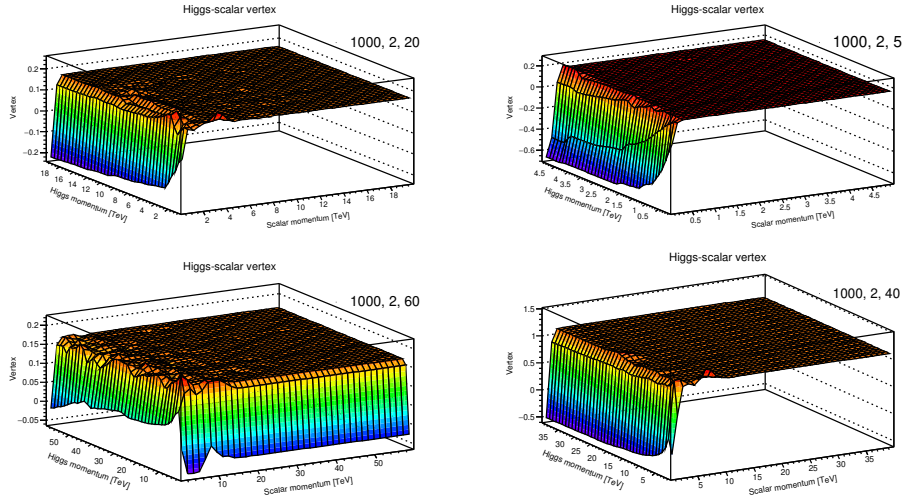 Higgs-scalar vertex
1000, 2, 20
Vertex
0.2
0.1
0
−0.1
−0.2
18 16 14 12 10 8 6 4 2
Higgs momentum [TeV]
2 4 6 8 10 12 14 16 18
Scalar momentum [TeV]
Higgs-scalar vertex
1000, 2, 5
Vertex
0.2
0
−0.2
−0.4
−0.6
4.5 4 3.5 3 2.5 2 1.5 1 0.5
Higgs momentum [TeV]
0.5 1 1.5 2 2.5 3 3.5 4 4.5
Scalar momentum [TeV]
Higgs-scalar vertex
1000, 2, 60
Vertex
0.2
0.15
0.1
0.05
0
−0.05
50 40 30 20 10
Higgs momentum [TeV]
10 20 30 40 50
Scalar momentum [TeV]
Higgs-scalar vertex
1000, 2, 40
Vertex
1.5
1
0.5
0
−0.5
35 30 25 20 15 10 5
Higgs momentum [TeV]
5 10 15 20 25 30 35
Scalar momentum [TeV]